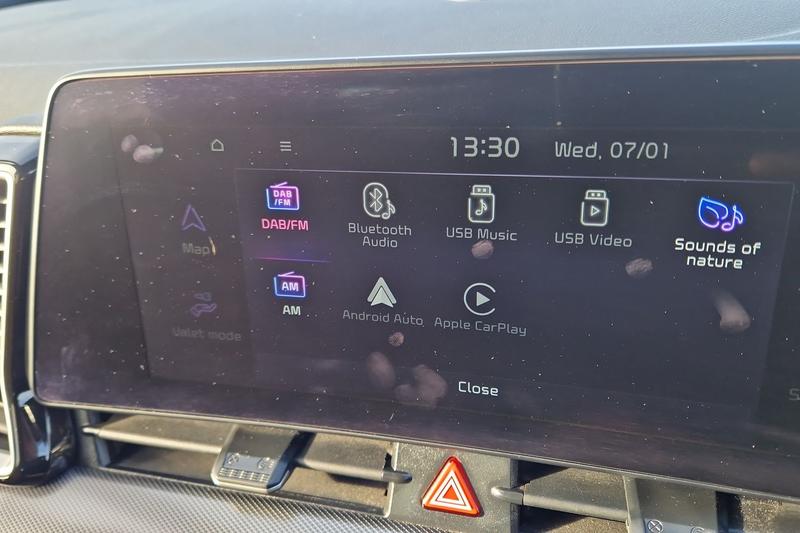 13:30 Wed, 07/01
DAB
/FM
DAB/FM
Bluetooth
Audio
USB Music
USB Video
Sounds of
nature
Map
AM
AM
Android Auto
Apple CarPlay
Valet mode
Close